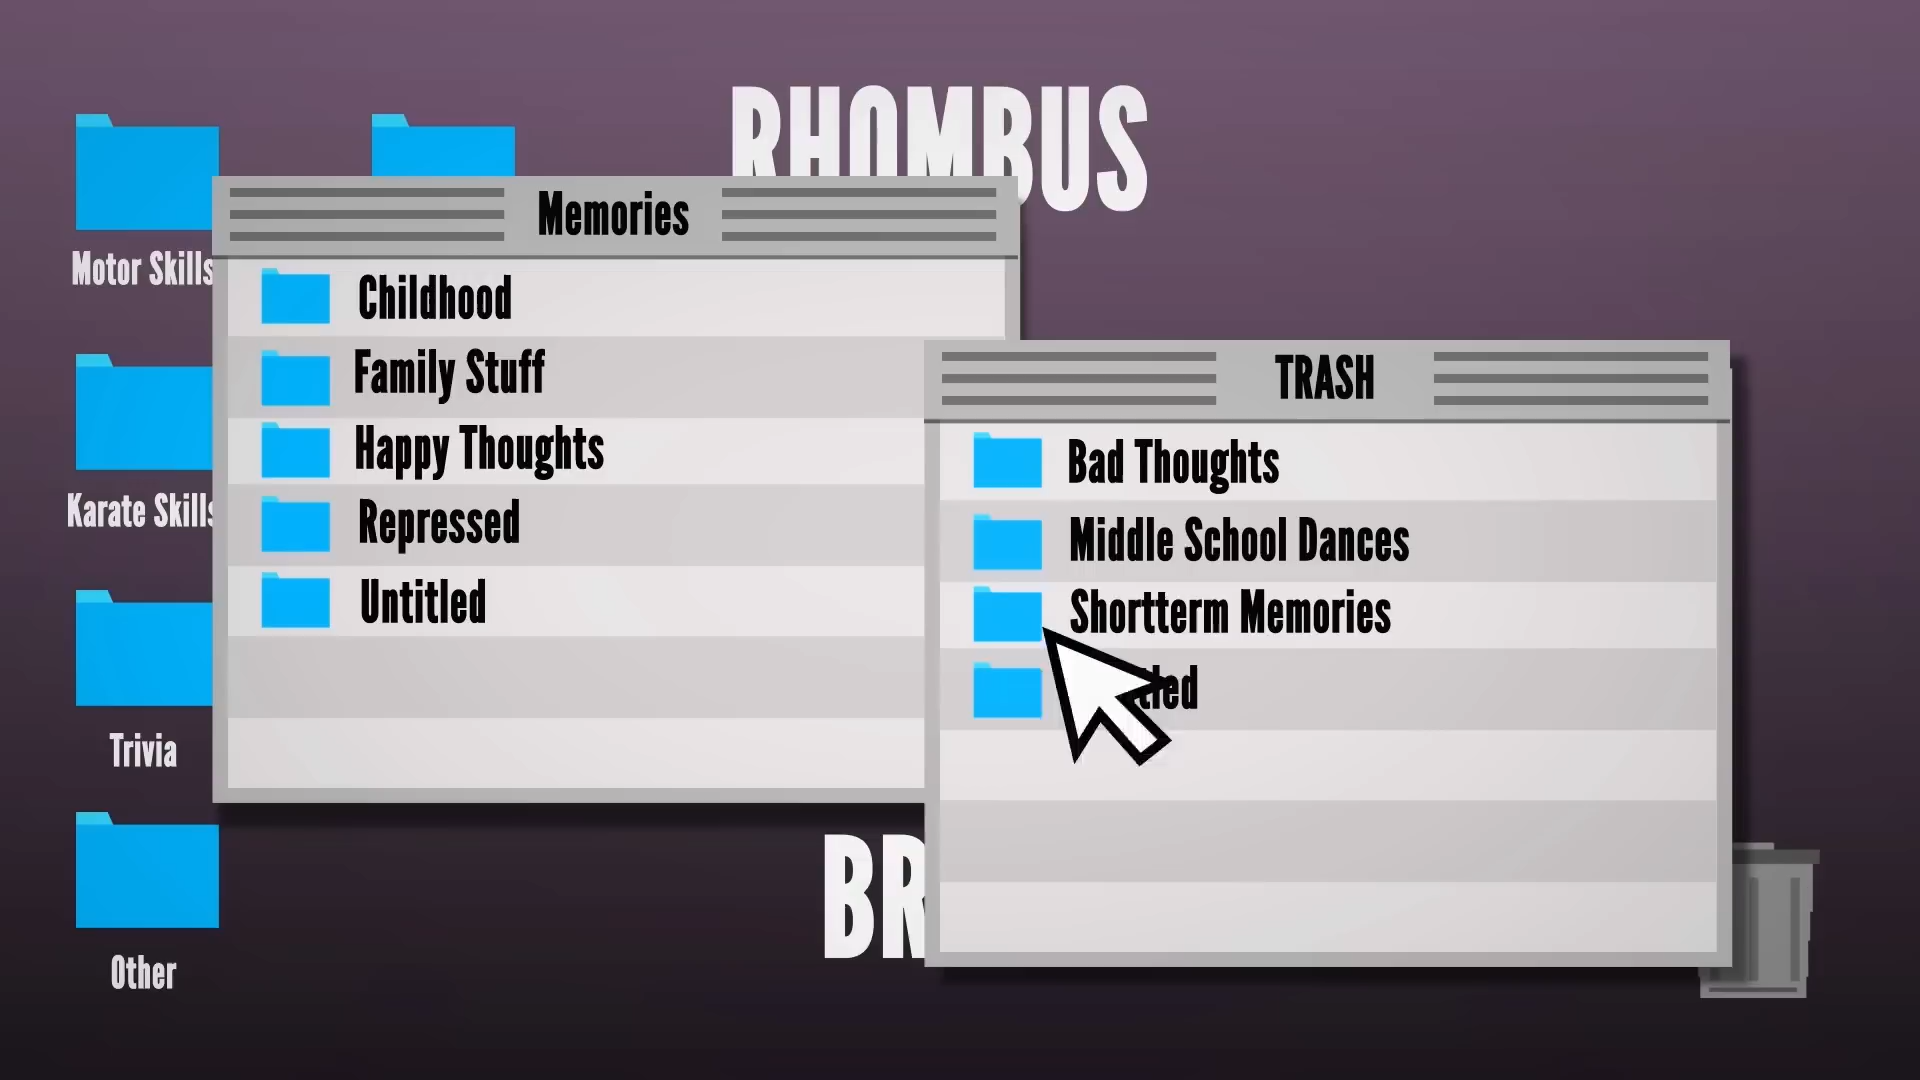 RHOMBUS
Motor Skills
Karate Skills
Trivia
Other
Memories
Childhood
Family Stuff
Happy Thoughts
Repressed
Untitled
TRASH
Bad Thoughts
Middle School Dances
Shortterm Memories